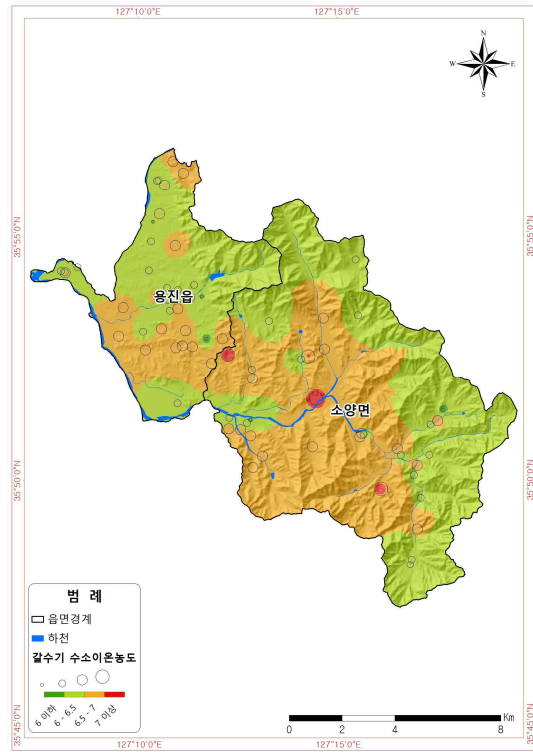 127°10'0"E 127°15'0"E
N
W E
S
35°55'0"N 35°55'0"N
용진읍
소양면
35°50'0"N 35°50'0"N
범 례
읍면경계
하천
갈수기 수소이온농도
6 이하 6 - 6.5 6.5 - 7 7 이상
35°45'0"N 35°45'0"N
Km
0 2 4 8
127°10'0"E 127°15'0"E